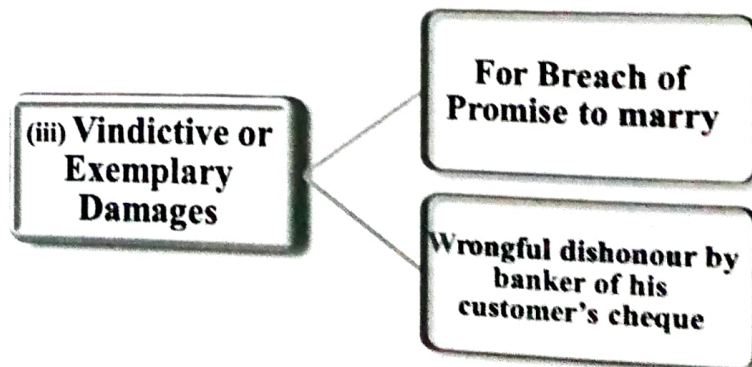 (iii) Vindictive or
Exemplary
Damages
For Breach of
Promise to marry
Wrongful dishonour by
banker of his
customer's cheque